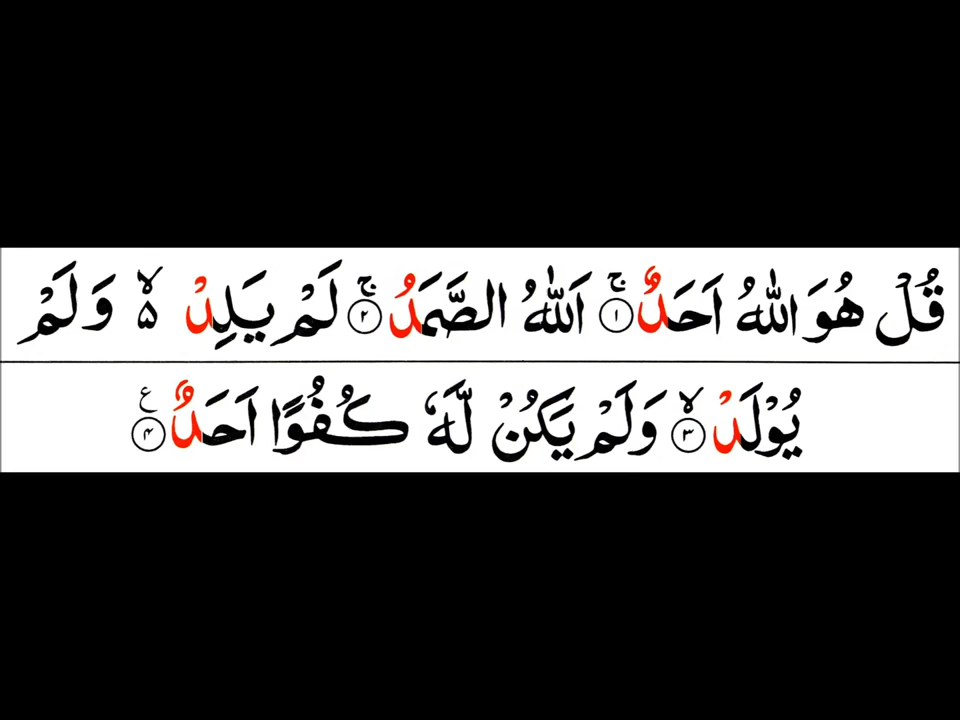 قُلْ هُوَ اللّٰهُ اَحَدٌ ۚ‏﴿۱﴾ اَللّٰهُ الصَّمَدُ ۚ‏﴿۲﴾ لَمْ يَلِدْ ۙ۵ وَلَمْ
يُوْلَدْ ۙ‏﴿۳﴾ وَلَمْ يَكُنْ لَّهٗ كُفُوًا اَحَدٌ ‏﴿۴﴾ ع